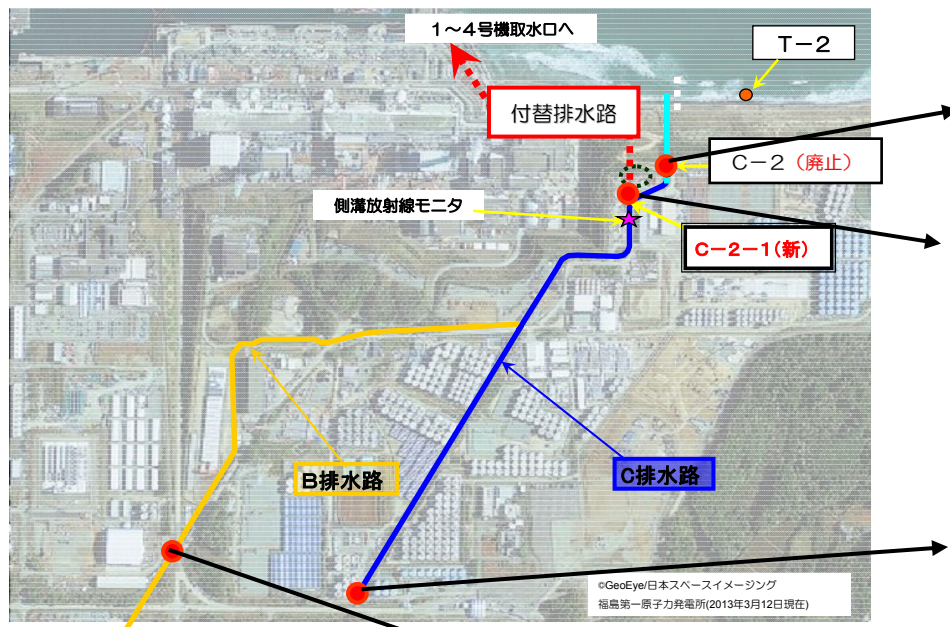 1～4号機取水口へ
T－2
付替排水路
C－2（廃止）
側溝放射線モニタ
C－2－1(新)
B排水路
C排水路
©GeoEye/日本スペースイメージング
福島第一原子力発電所(2013年3月12日現在)